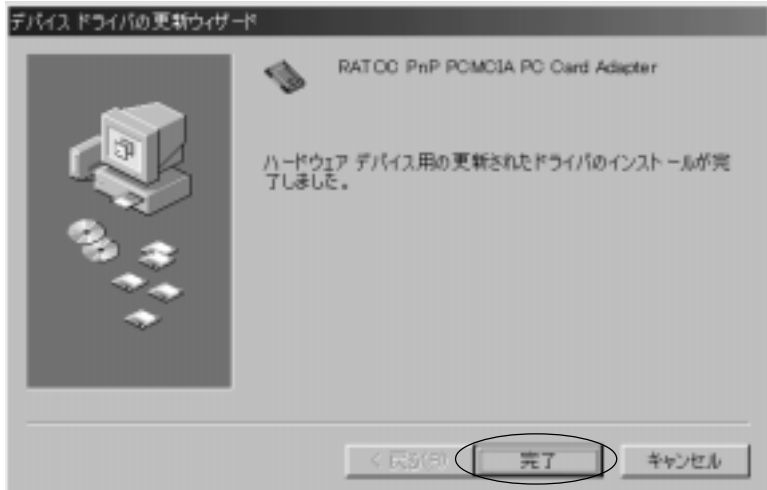 デバイス ドライバの更新ウィザード
RATOC PnP PCMCIA PC Card Adapter
ハードウェア デバイス用の更新されたドライバのインストールが完
了しました。
< 戻る(B) 完了 キャンセル